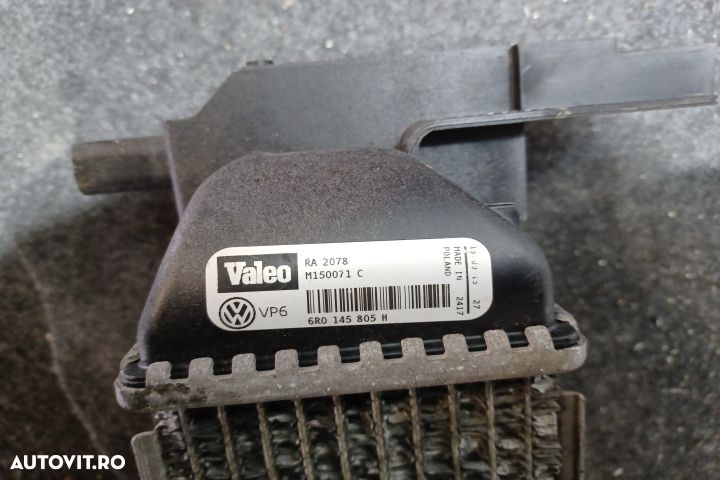 Valeo
RA 2078
M150071 C
VP6
6R0 145 805 H
MADE IN
POLAND
27
2417
AUTOVIT.RO